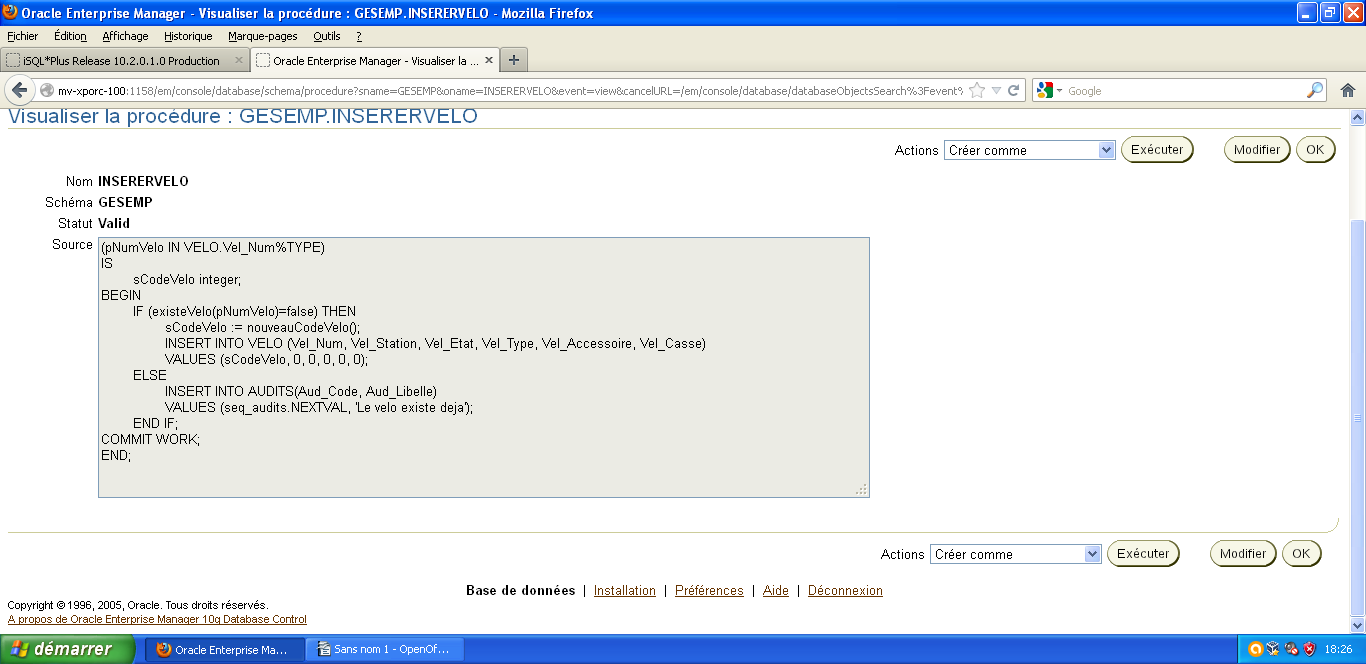 Oracle Enterprise Manager - Visualiser la procédure : GESEMP.INSERERVELO - Mozilla Firefox
Fichier Édition Affichage Historique Marque-pages Outils ?
iSQL*Plus Release 10.2.0.1.0 Production Oracle Enterprise Manager - Visualiser la ...
mv-xporc-100:1158/em/console/database/schema/procedure?sname=GESEMP&oname=INSERERVELO&event=view&cancelURL=/em/console/database/databaseObjectsSearch%3Fevent% Google
Visualiser la procédure : GESEMP.INSERERVELO
Actions Créer comme Exécuter Modifier OK
Nom INSERERVELO
Schéma GESEMP
Statut Valid
Source (pNumVelo IN VELO.Vel_Num%TYPE)
IS
sCodeVelo integer;
BEGIN
IF (existeVelo(pNumVelo)=false) THEN
sCodeVelo := nouveauCodeVelo();
INSERT INTO VELO (Vel_Num, Vel_Station, Vel_Etat, Vel_Type, Vel_Accessoire, Vel_Casse)
VALUES (sCodeVelo, 0, 0, 0, 0, 0);
ELSE
INSERT INTO AUDITS(Aud_Code, Aud_Libelle)
VALUES (seq_audits.NEXTVAL, 'Le velo existe deja');
END IF;
COMMIT WORK;
END;
Actions Créer comme Exécuter Modifier OK
Base de données | Installation | Préférences | Aide | Déconnexion
Copyright © 1996, 2005, Oracle. Tous droits réservés.
A propos de Oracle Enterprise Manager 10g Database Control
démarrer Oracle Enterprise Ma... Sans nom 1 - OpenOf... 18:26